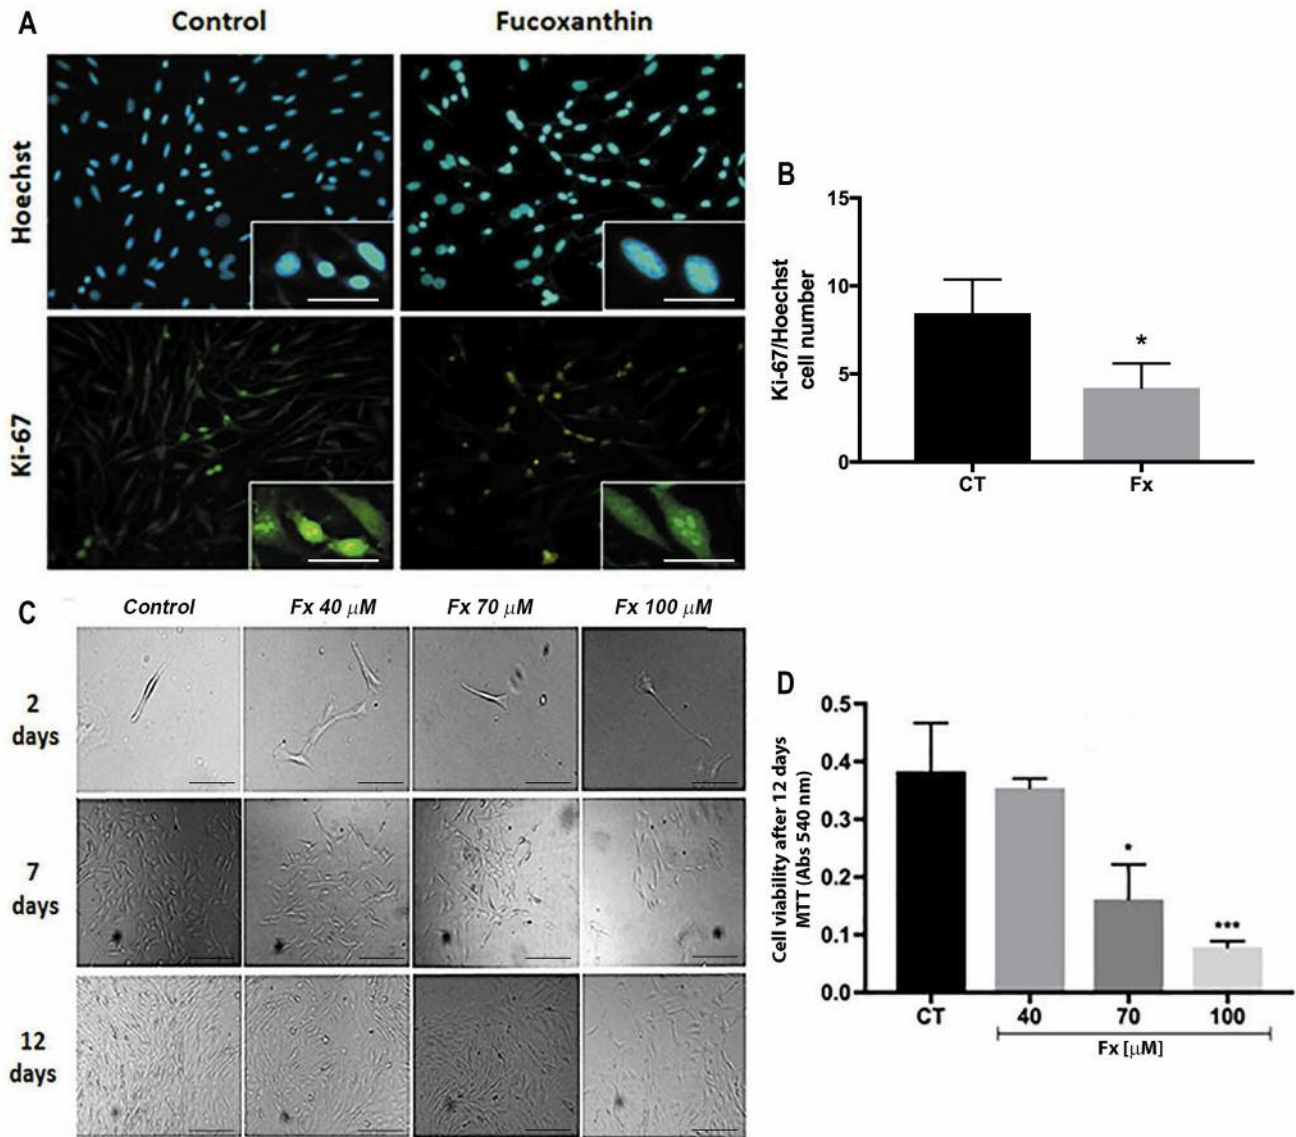 A
Control
Fucoxanthin
Hoechst
Ki-67
B
Ki-67/Hoechst
cell number
15
10
5
0
*
CT
Fx
C
Control
Fx 40 μM
Fx 70 μM
Fx 100 μM
2
days
7
days
12
days
D
Cell viability after 12 days
MTT (Abs 540 nm)
0.5
0.4
0.3
0.2
0.1
0.0
*
***
CT
40
70
100
Fx [μM]